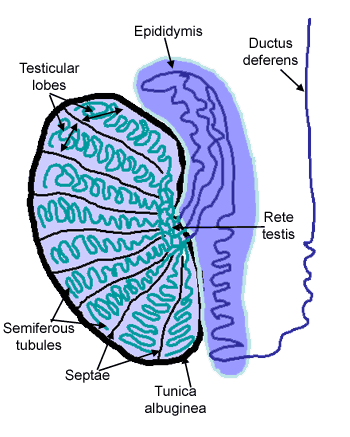 Epididymis
Ductus
deferens
Testicular
lobes
Rete
testis
Semiferous
tubules
Septae
Tunica
albuginea